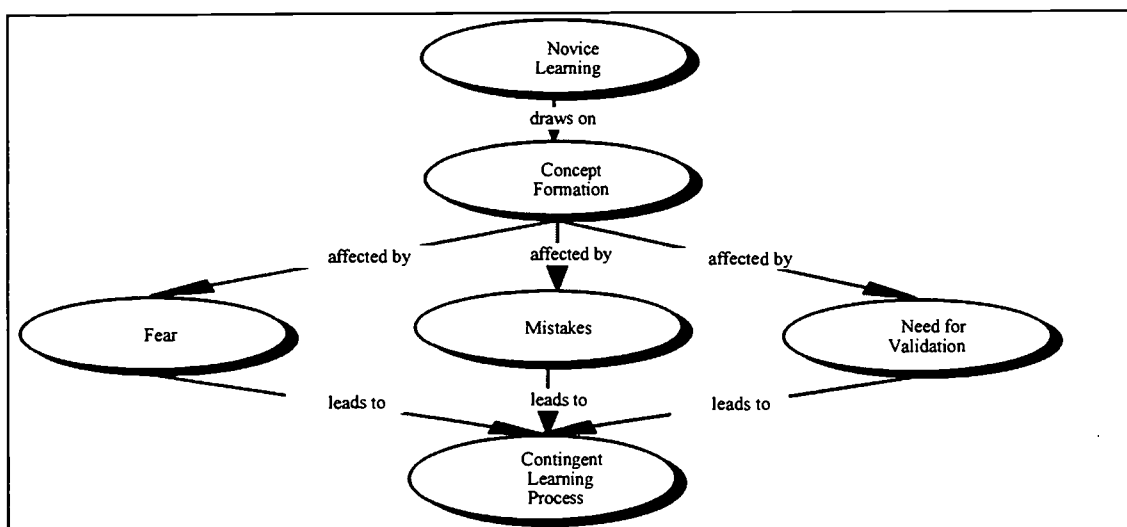 Novice
Learning
draws on
Concept
Formation
affected by
affected by
affected by
Fear
Mistakes
Need for
Validation
leads to
leads to
leads to
Contingent
Learning
Process